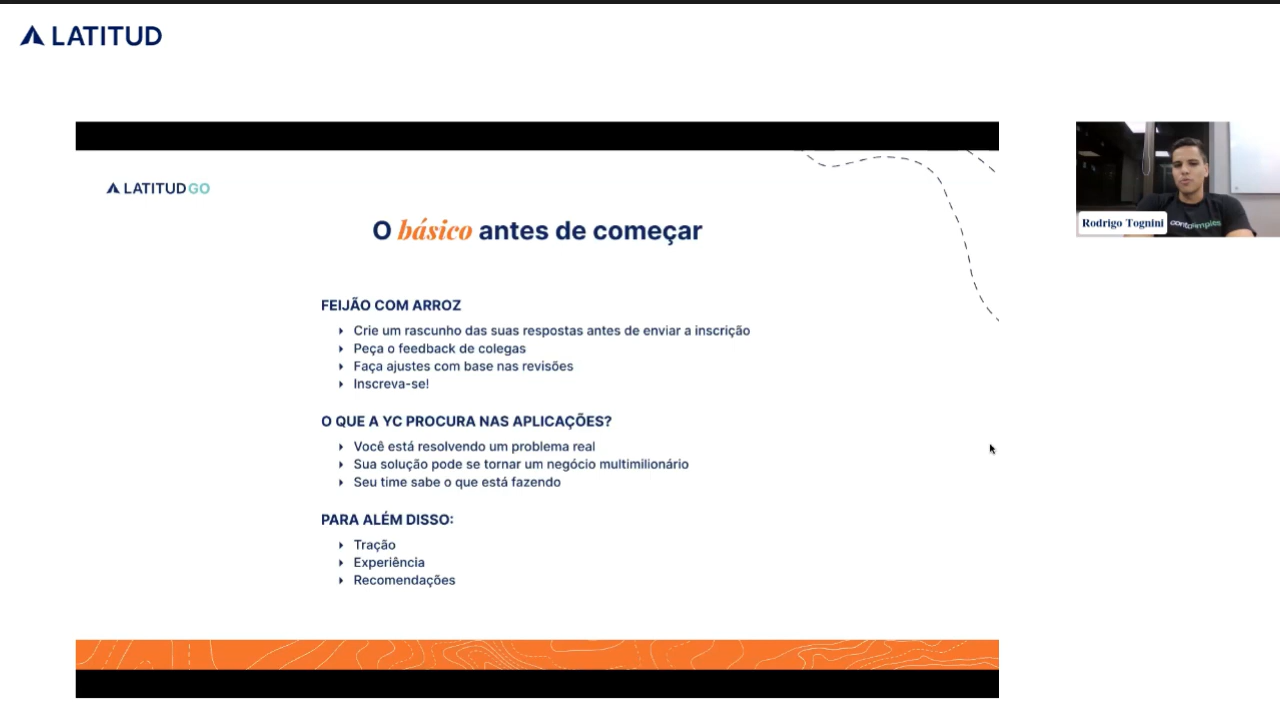 LATITUD
LATITUD GO
O básico antes de começar
FEIJÃO COM ARROZ
Crie um rascunho das suas respostas antes de enviar a inscrição
Peça o feedback de colegas
Faça ajustes com base nas revisões
Inscreva-se!
O QUE A YC PROCURA NAS APLICAÇÕES?
Você está resolvendo um problema real
Sua solução pode se tornar um negócio multimilionário
Seu time sabe o que está fazendo
PARA ALÉM DISSO:
Tração
Experiência
Recomendações
Rodrigo Tognini
contasimples